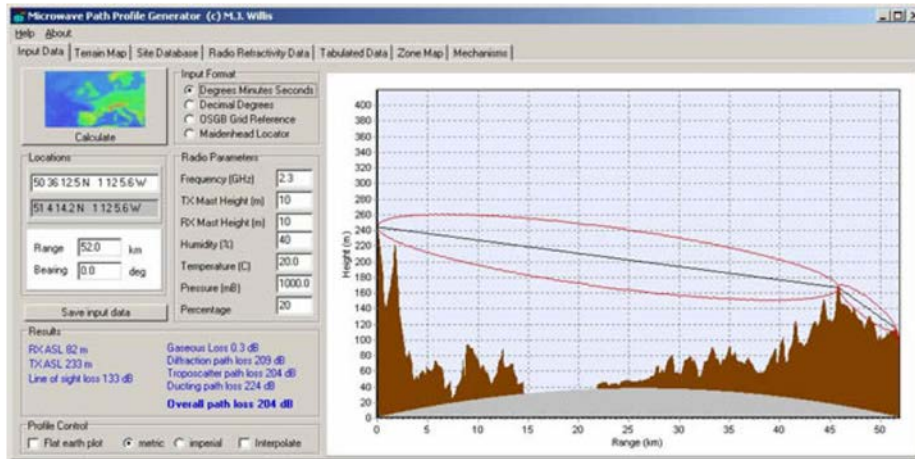 Microwave Path Profile Generator (c) M.J. Willis
Help About
Input Data Terrain Map Site Database Radio Refractivity Data Tabulated Data Zone Map Mechanisms
Calculate
Input Format
Degrees Minutes Seconds
Decimal Degrees
OSGB Grid Reference
Maidenhead Locator
Locations
50 36 12.5 N 1 12 5.6 W
51 4 14.2 N 1 12 5.6 W
Range 52.0 km
Bearing 0.0 deg
Save input data
Radio Parameters
Frequency (GHz) 2.3
TX Mast Height (m) 10
RX Mast Height (m) 10
Humidity (%) 40
Temperature (C) 20.0
Pressure (mB) 1000.0
Percentage 20
Results
RX ASL 82 m
TX ASL 233 m
Line of sight loss 133 dB
Gaseous Loss 0.3 dB
Diffraction path loss 209 dB
Troposcatter path loss 204 dB
Ducting path loss 224 dB
Overall path loss 204 dB
Profile Control
Flat earth plot metric imperial Interpolate
Height (m)
400
380
360
340
320
300
280
260
240
220
200
180
160
140
120
100
80
60
40
20
0
0 5 10 15 20 25 30 35 40 45 50
Range (km)